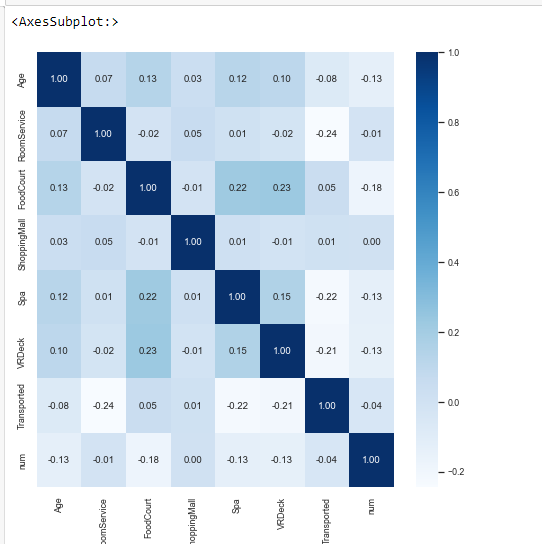 <AxesSubplot:>
Age 1.00 0.07 0.13 0.03 0.12 0.10 -0.08 -0.13
RoomService 0.07 1.00 -0.02 0.05 0.01 -0.02 -0.24 -0.01
FoodCourt 0.13 -0.02 1.00 -0.01 0.22 0.23 0.05 -0.18
ShoppingMall 0.03 0.05 -0.01 1.00 0.01 -0.01 0.01 0.00
Spa 0.12 0.01 0.22 0.01 1.00 0.15 -0.22 -0.13
VRDeck 0.10 -0.02 0.23 -0.01 0.15 1.00 -0.21 -0.13
Transported -0.08 -0.24 0.05 0.01 -0.22 -0.21 1.00 -0.04
num -0.13 -0.01 -0.18 0.00 -0.13 -0.13 -0.04 1.00
Age omService FoodCourt oppingMall Spa VRDeck Transported num
1.0
0.8
0.6
0.4
0.2
0.0
−0.2